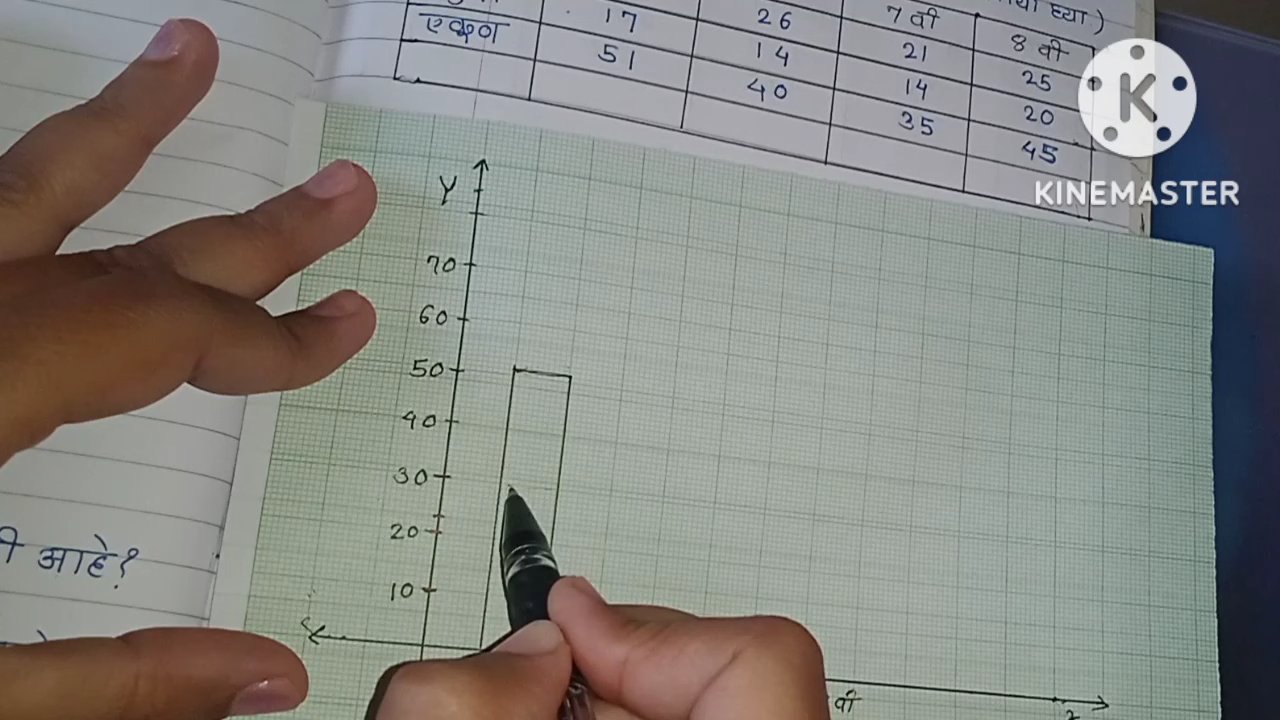 घ्या)
17 26 7 वी 8 वी
एकूण 51 14 21 25
40 14 20
35 45
K
KINEMASTER
Y
70
60
50
40
30
20
10
आहे?
वी